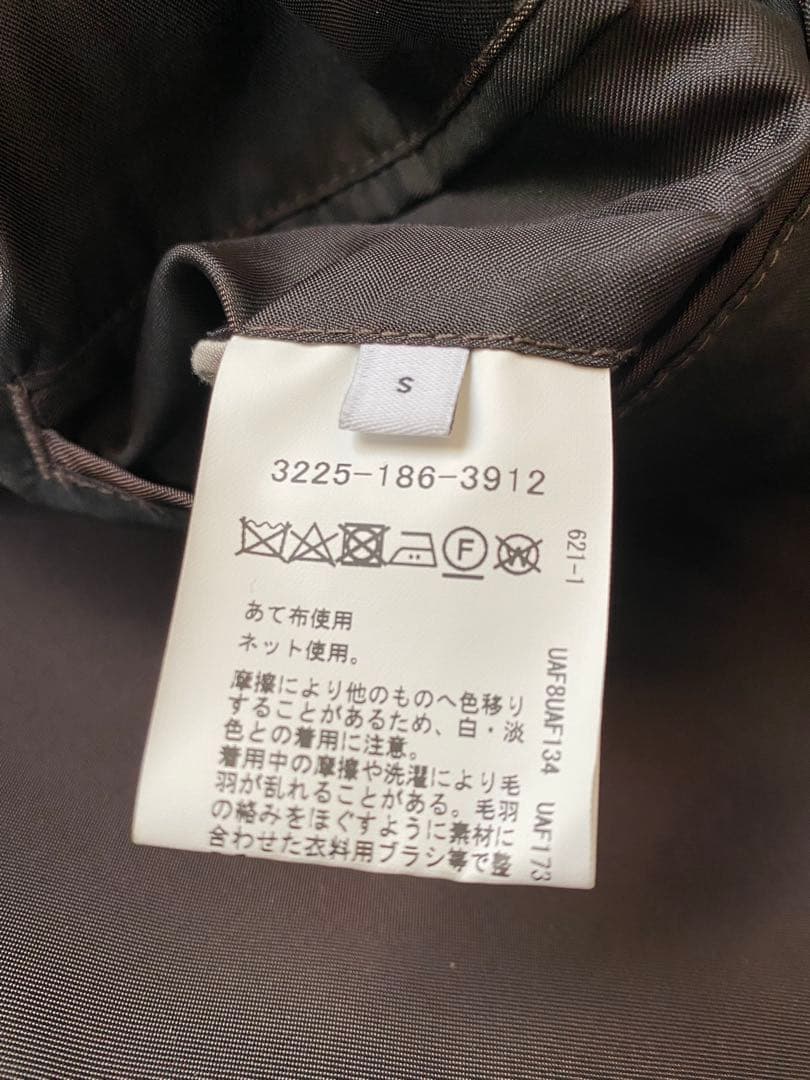 S
3225-186-3912
F
W
621-1
あて布使用
ネット使用。
摩擦により他のものへ色移り
することがあるため、白・淡
色との着用に注意。
着用中の摩擦や洗濯により毛
羽が乱れることがある。毛羽
の絡みをほぐすように素材に
合わせた衣料用ブラシ等で整
UAF8UAF134 UAF173